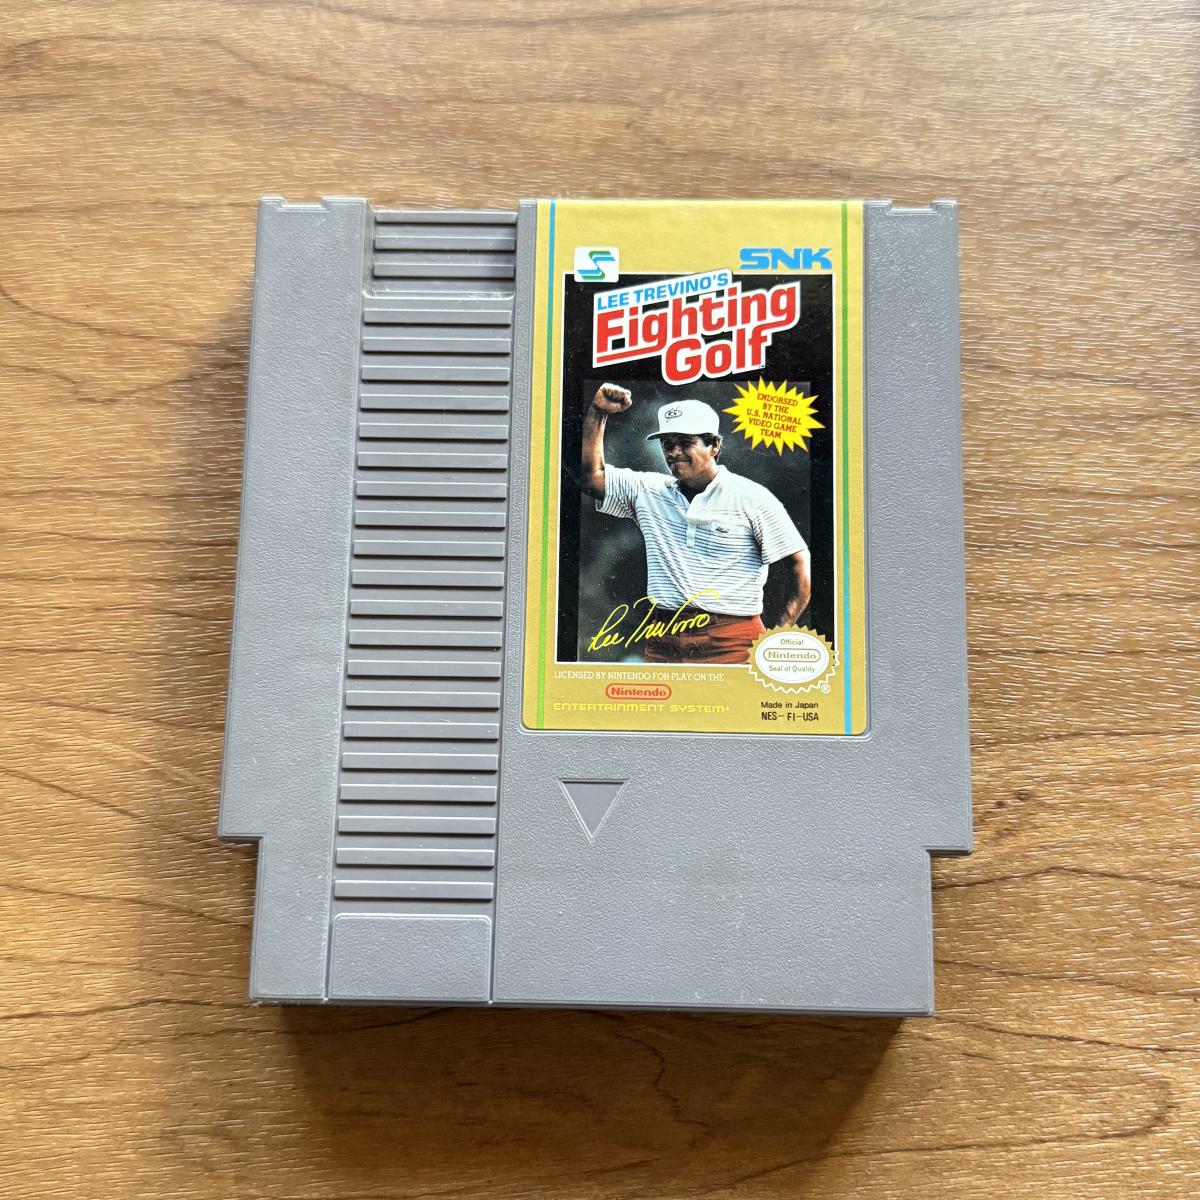 SNK
LEE TREVINO'S
Fighting
Golf
ENDORSED
BY THE
U.S. NATIONAL
VIDEO GAME
TEAM
Lee Trevino
Official
Nintendo
Seal of Quality
®
LICENSED BY NINTENDO FOR PLAY ON THE
Nintendo
ENTERTAINMENT SYSTEM
Made in Japan
NES-FI-USA